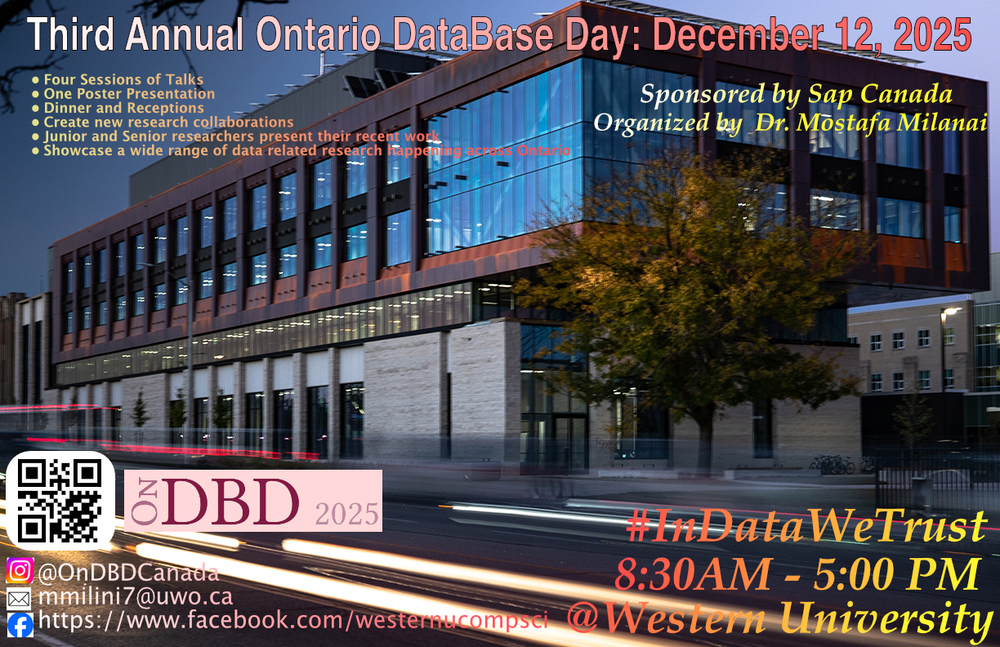 Third Annual Ontario DataBase Day: December 12, 2025
• Four Sessions of Talks
• One Poster Presentation
• Dinner and Receptions
• Create new research collaborations
• Junior and Senior researchers present their recent work
• Showcase a wide range of data related research happening across Ontario
Sponsored by Sap Canada
Organized by Dr. Mostafa Milanai
ON DBD 2025
@OnDBDCanada
mmilini7@uwo.ca
https://www.facebook.com/westernucompsci
#InDataWeTrust
8:30AM - 5:00 PM
@Western University